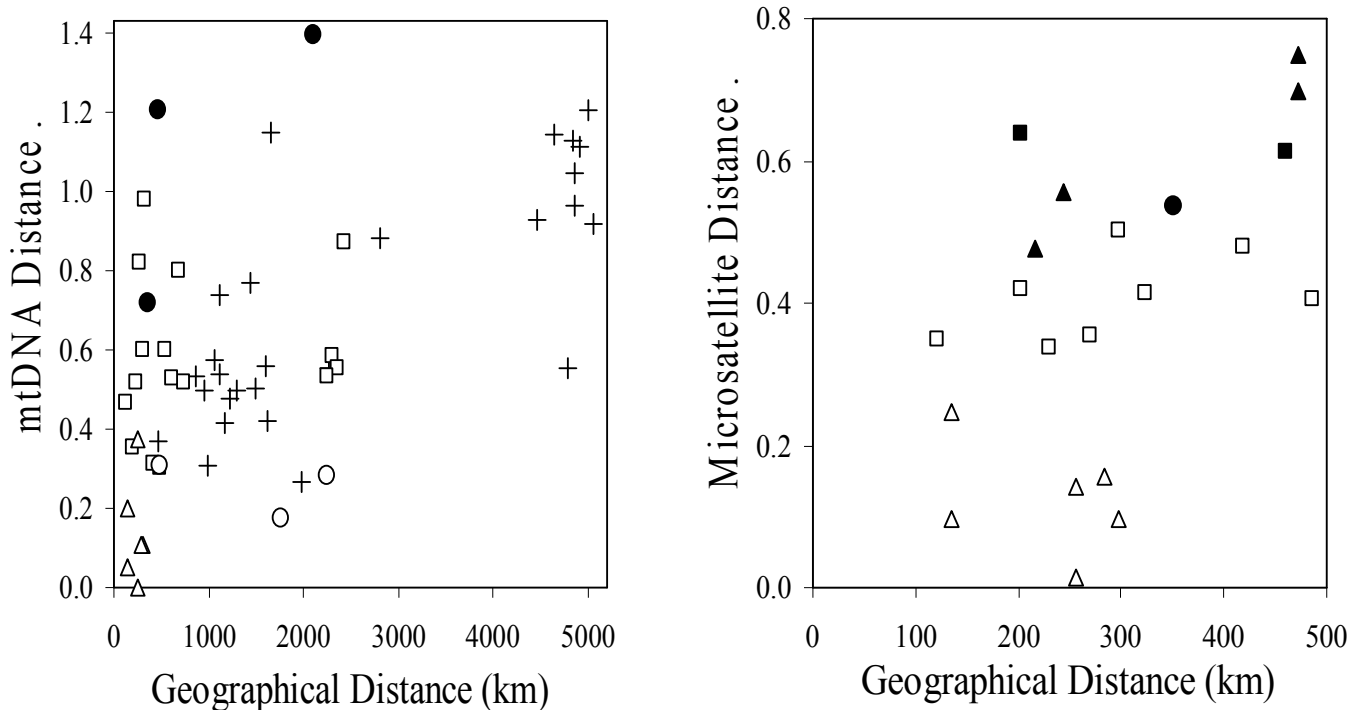 mtDNA Distance .
1.4
1.2
1.0
0.8
0.6
0.4
0.2
0.0
0 1000 2000 3000 4000 5000
Geographical Distance (km)
Microsatellite Distance .
0.8
0.6
0.4
0.2
0.0
0 100 200 300 400 500
Geographical Distance (km)